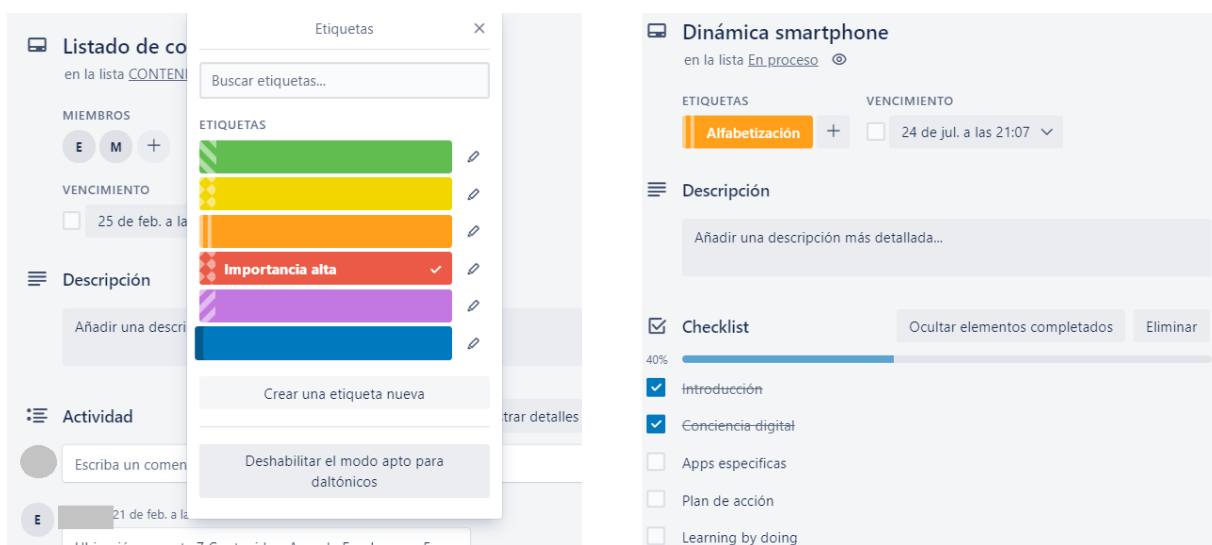 Etiquetas
Listado de co
en la lista CONTENI
Buscar etiquetas...
MIEMBROS
E M
ETIQUETAS
VENCIMIENTO
25 de feb. a la
Importancia alta
Descripción
Añadir una descri
Crear una etiqueta nueva
Actividad
trar detalles
Escriba un comen
Deshabilitar el modo apto para
daltónicos
E
21 de feb. a la
Dinámica smartphone
en la lista En proceso
ETIQUETAS VENCIMIENTO
Alfabetización + 24 de jul. a las 21:07
Descripción
Añadir una descripción más detallada...
Checklist Ocultar elementos completados Eliminar
40%
Introducción
Conciencia digital
Apps especificas
Plan de acción
Learning by doing